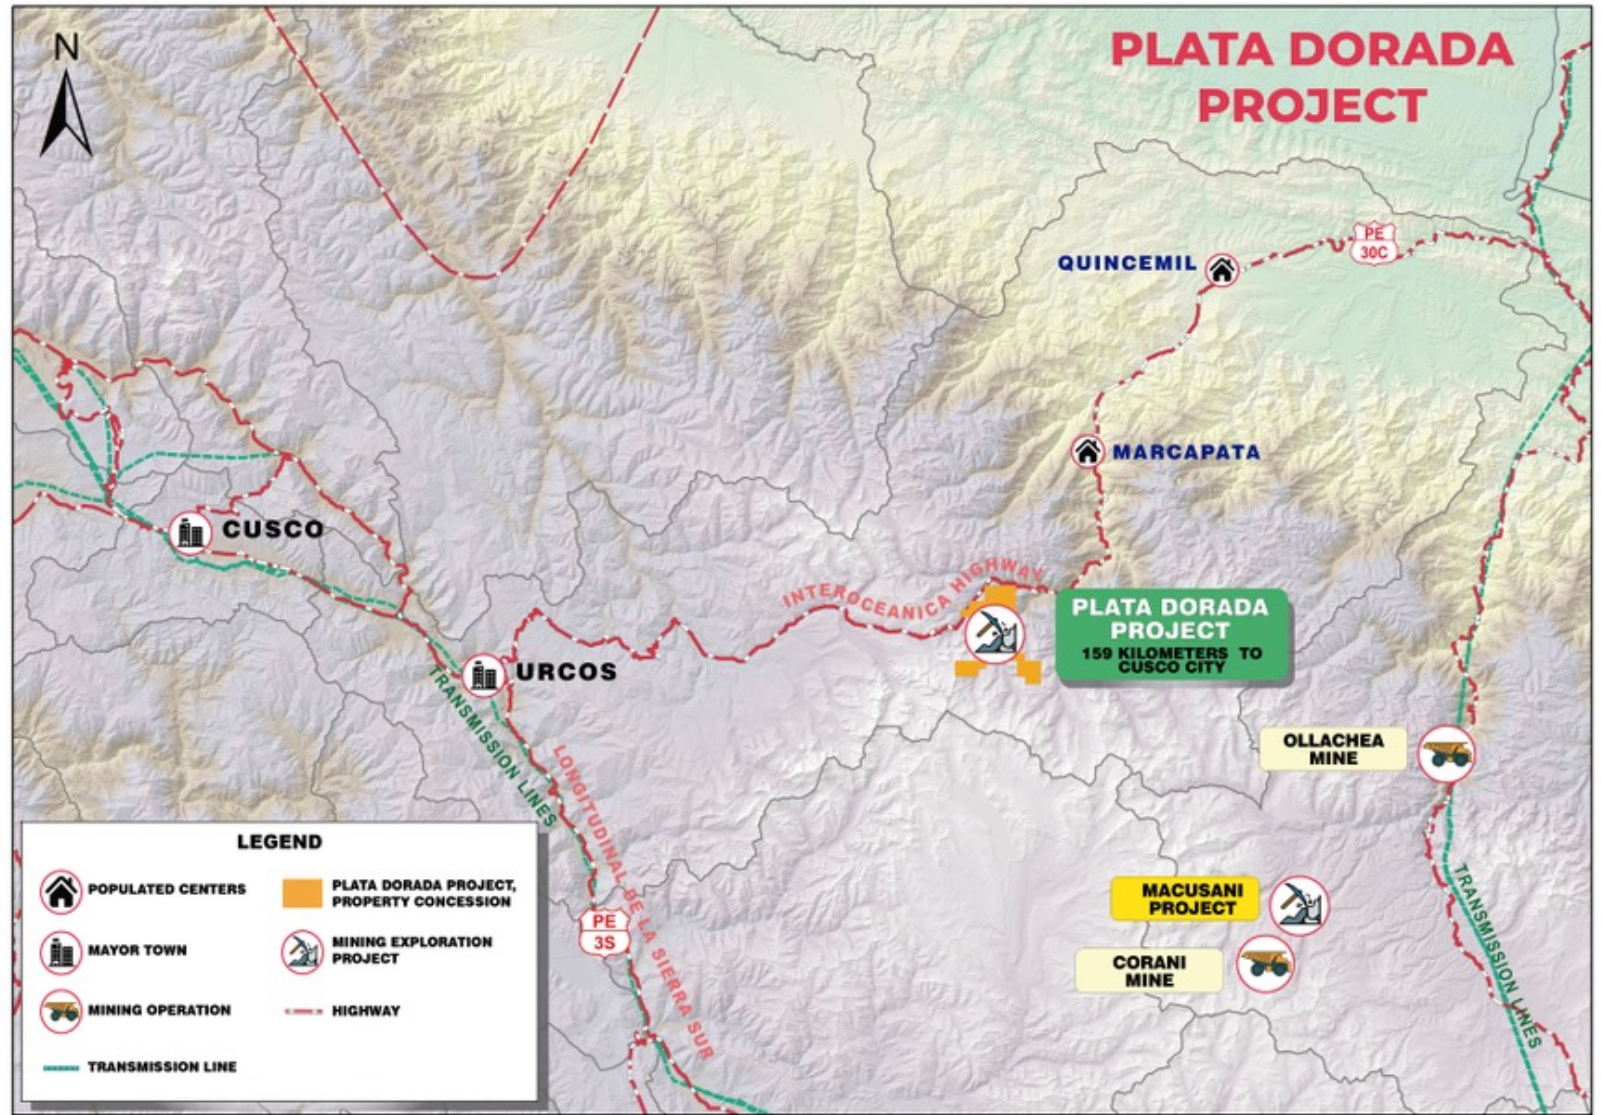 N
PLATA DORADA
PROJECT
PE
30C
QUINCEMIL
MARCAPATA
CUSCO
INTEROCEANICA HIGHWAY
PLATA DORADA
PROJECT
159 KILOMETERS TO
CUSCO CITY
URCOS
TRANSMISSION LINES
LONGITUDINAL DE LA SIERRA SUR
OLLACHEA
MINE
MACUSANI
PROJECT
CORANI
MINE
TRANSMISSION LINES
PE
3S
LEGEND
POPULATED CENTERS
MAYOR TOWN
MINING OPERATION
TRANSMISSION LINE
PLATA DORADA PROJECT,
PROPERTY CONCESSION
MINING EXPLORATION
PROJECT
HIGHWAY